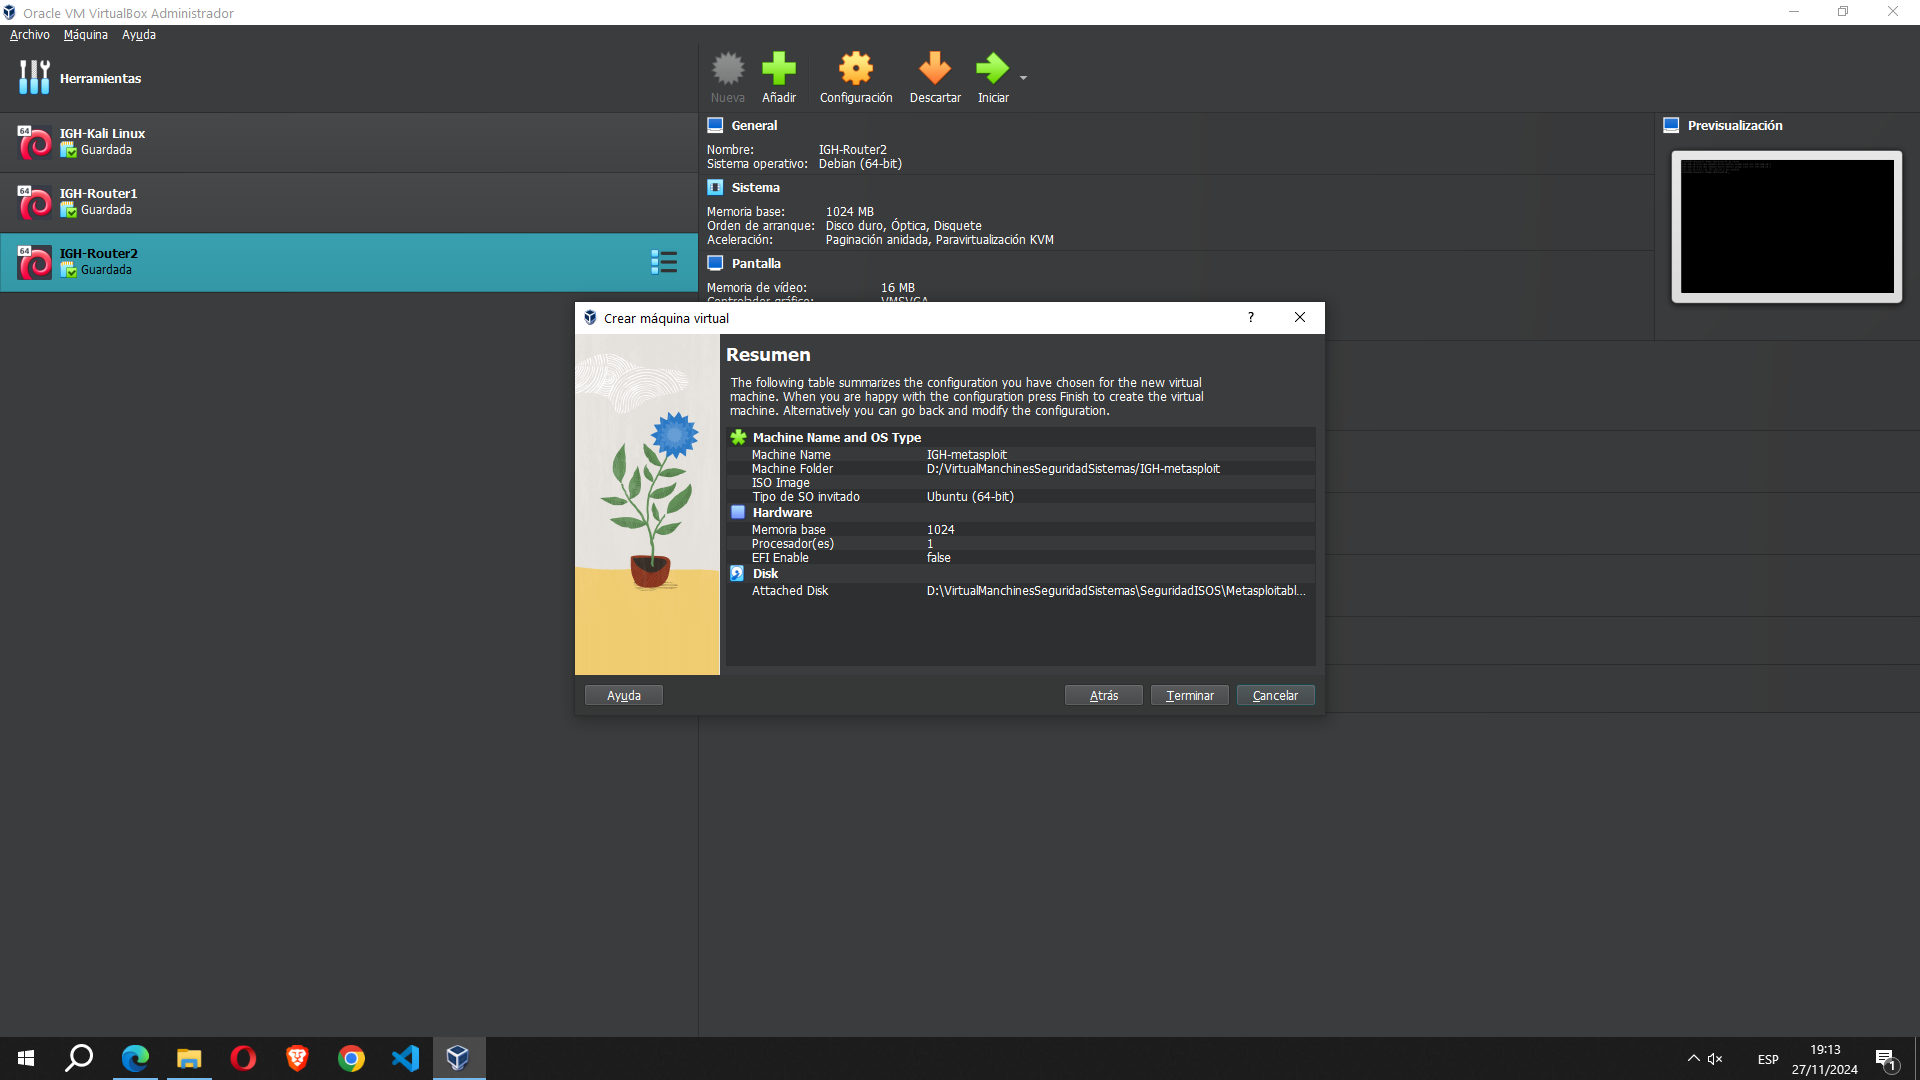 Oracle VM VirtualBox Administrador
Archivo Máquina Ayuda
Herramientas
Nueva Añadir Configuración Descartar Iniciar
64 IGH-Kali Linux
Guardada
64 IGH-Router1
Guardada
64 IGH-Router2
Guardada
General
Nombre: IGH-Router2
Sistema operativo: Debian (64-bit)
Sistema
Memoria base: 1024 MB
Orden de arranque: Disco duro, Óptica, Disquete
Aceleración: Paginación anidada, Paravirtualización KVM
Pantalla
Memoria de vídeo: 16 MB
Controlador gráfico: VMSVGA
Previsualización
Crear máquina virtual ?
Resumen
The following table summarizes the configuration you have chosen for the new virtual
machine. When you are happy with the configuration press Finish to create the virtual
machine. Alternatively you can go back and modify the configuration.
Machine Name and OS Type
Machine Name IGH-metasploit
Machine Folder D:/VirtualManchinesSeguridadSistemas/IGH-metasploit
ISO Image
Tipo de SO invitado Ubuntu (64-bit)
Hardware
Memoria base 1024
Procesador(es) 1
EFI Enable false
Disk
Attached Disk D:\VirtualManchinesSeguridadSistemas\SeguridadISOS\Metasploitabl...
Ayuda Atrás Terminar Cancelar
ESP
19:13
27/11/2024
1